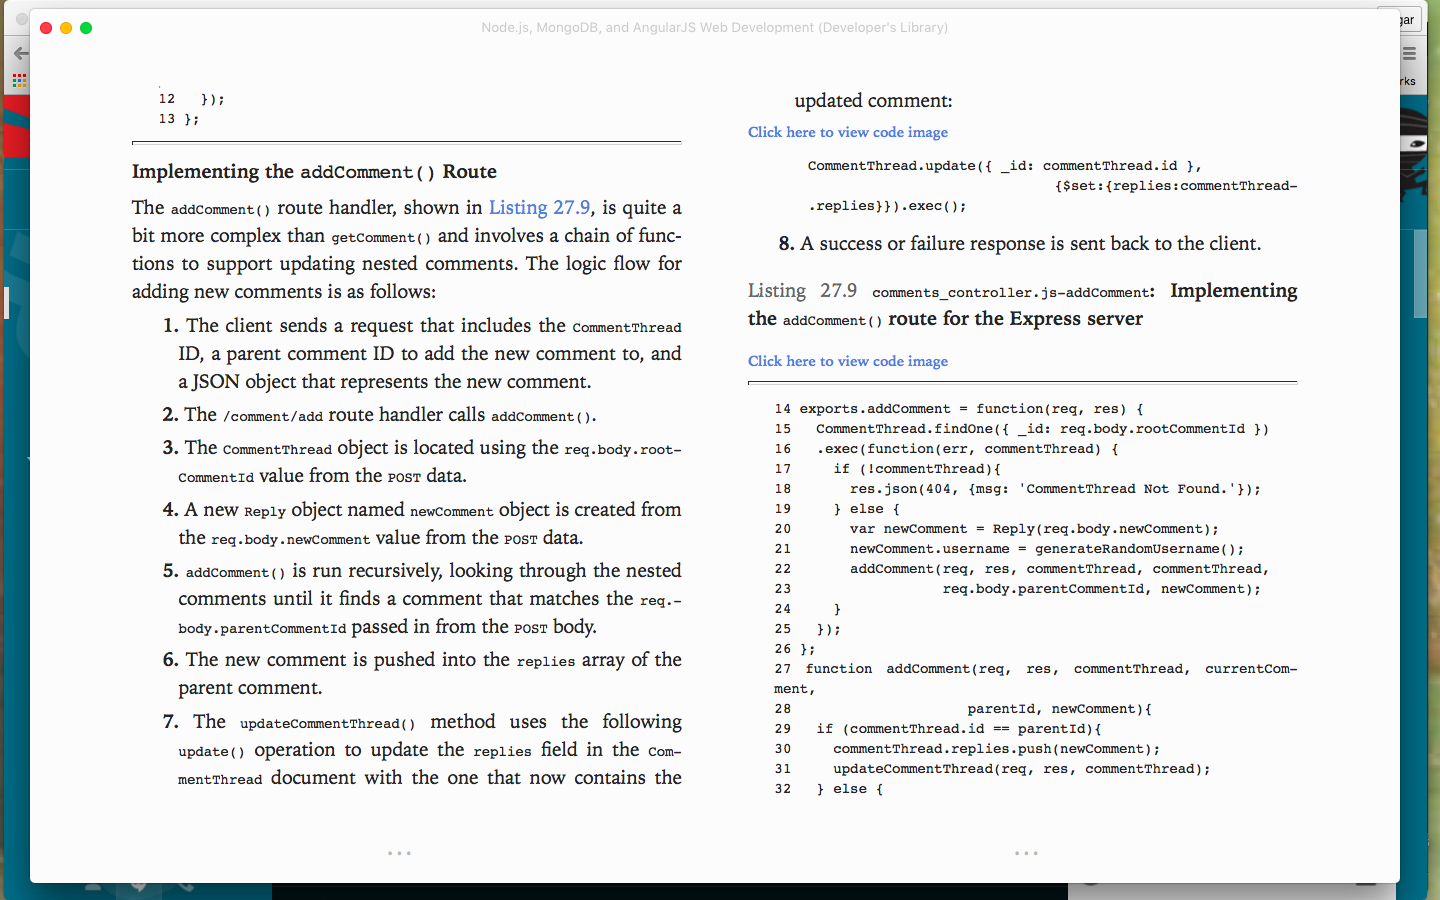 Node.js, MongoDB, and AngularJS Web Development (Developer's Library)
gar
rks
12   });
13 };
Implementing the addComment() Route
The addComment() route handler, shown in Listing 27.9, is quite a
bit more complex than getComment() and involves a chain of func-
tions to support updating nested comments. The logic flow for
adding new comments is as follows:
1. The client sends a request that includes the CommentThread
ID, a parent comment ID to add the new comment to, and
a JSON object that represents the new comment.
2. The /comment/add route handler calls addComment().
3. The CommentThread object is located using the req.body.root-
CommentId value from the POST data.
4. A new Reply object named newComment object is created from
the req.body.newComment value from the POST data.
5. addComment() is run recursively, looking through the nested
comments until it finds a comment that matches the req.-
body.parentCommentId passed in from the POST body.
6. The new comment is pushed into the replies array of the
parent comment.
7. The updateCommentThread() method uses the following
update() operation to update the replies field in the Com-
mentThread document with the one that now contains the
updated comment:
Click here to view code image
CommentThread.update({ _id: commentThread.id },
{$set:{replies:commentThread-
.replies}}).exec();
8. A success or failure response is sent back to the client.
Listing 27.9 comments_controller.js-addComment: Implementing
the addComment() route for the Express server
Click here to view code image
14 exports.addComment = function(req, res) {
15   CommentThread.findOne({ _id: req.body.rootCommentId })
16   .exec(function(err, commentThread) {
17     if (!commentThread){
18       res.json(404, {msg: 'CommentThread Not Found.'});
19     } else {
20       var newComment = Reply(req.body.newComment);
21       newComment.username = generateRandomUsername();
22       addComment(req, res, commentThread, commentThread,
23                  req.body.parentCommentId, newComment);
24     }
25   });
26 };
27 function addComment(req, res, commentThread, currentCom-
ment,
28                     parentId, newComment){
29   if (commentThread.id == parentId){
30     commentThread.replies.push(newComment);
31     updateCommentThread(req, res, commentThread);
32   } else {